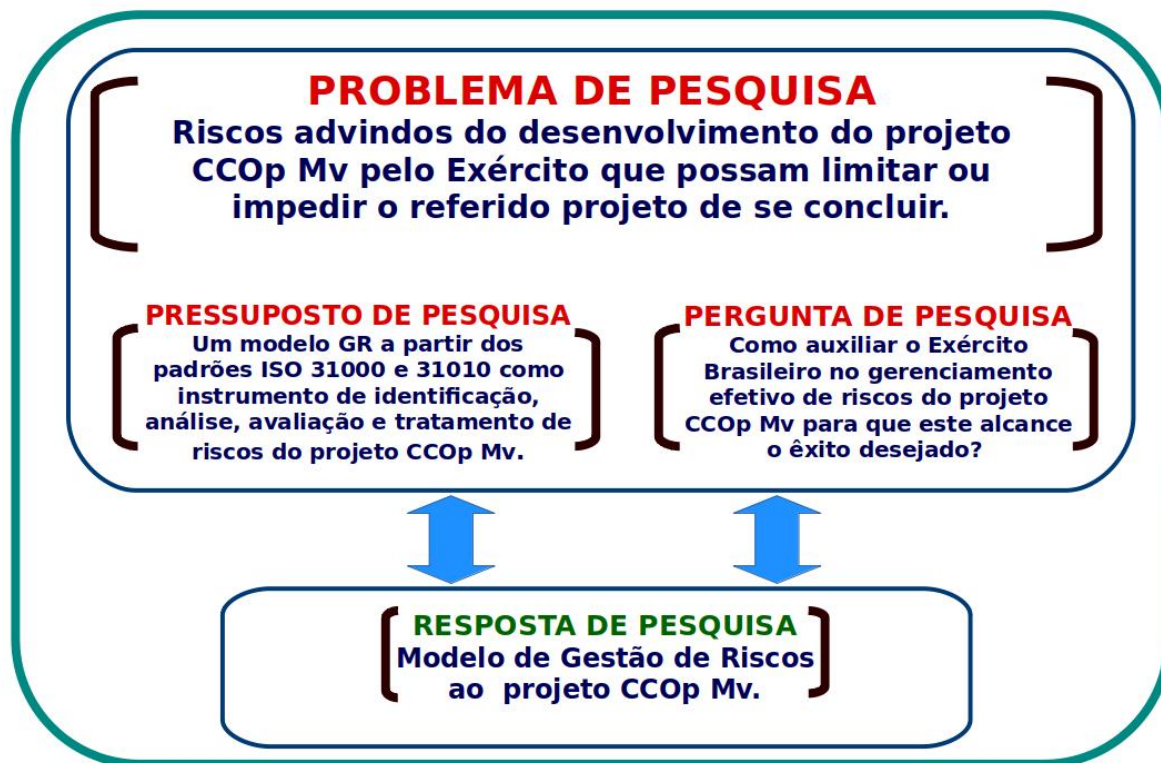 PROBLEMA DE PESQUISA
Riscos advindos do desenvolvimento do projeto
CCOp Mv pelo Exército que possam limitar ou
impedir o referido projeto de se concluir.
PRESSUPOSTO DE PESQUISA
Um modelo GR a partir dos
padrões ISO 31000 e 31010 como
instrumento de identificação,
análise, avaliação e tratamento de
riscos do projeto CCOp Mv.
PERGUNTA DE PESQUISA
Como auxiliar o Exército
Brasileiro no gerenciamento
efetivo de riscos do projeto
CCOp Mv para que este alcance
o êxito desejado?
RESPOSTA DE PESQUISA
Modelo de Gestão de Riscos
ao projeto CCOp Mv.